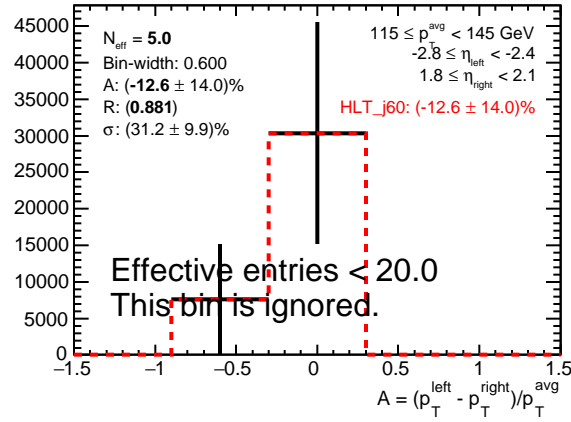 45000
40000
35000
30000
25000
20000
15000
10000
5000
0
N_eff = 5.0
Bin-width: 0.600
A: (-12.6 ± 14.0)%
R: (0.881)
σ: (31.2 ± 9.9)%
115 ≤ p_T^avg < 145 GeV
-2.8 ≤ η_left < -2.4
1.8 ≤ η_right < 2.1
HLT_j60: (-12.6 ± 14.0)%
Effective entries < 20.0
This bin is ignored.
−1.5 −1 −0.5 0 0.5 1 1.5
A = (p_T^left - p_T^right)/p_T^avg